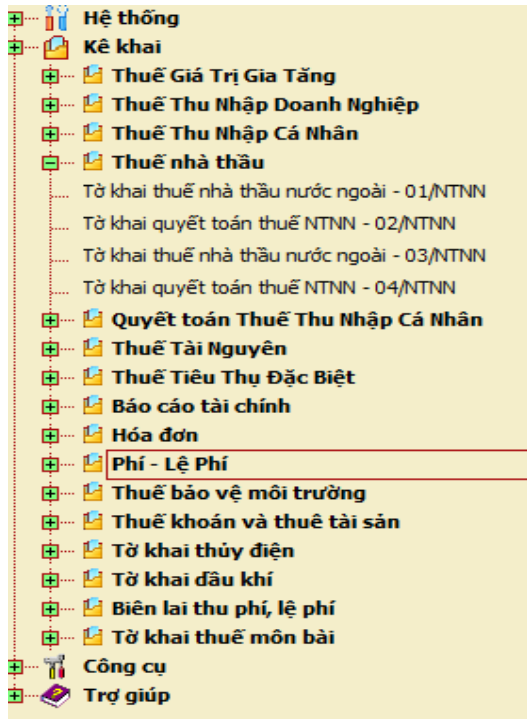 Hệ thống
Kê khai
Thuế Giá Trị Gia Tăng
Thuế Thu Nhập Doanh Nghiệp
Thuế Thu Nhập Cá Nhân
Thuế nhà thầu
Tờ khai thuế nhà thầu nước ngoài - 01/NTNN
Tờ khai quyết toán thuế NTNN - 02/NTNN
Tờ khai thuế nhà thầu nước ngoài - 03/NTNN
Tờ khai quyết toán thuế NTNN - 04/NTNN
Quyết toán Thuế Thu Nhập Cá Nhân
Thuế Tài Nguyên
Thuế Tiêu Thụ Đặc Biệt
Báo cáo tài chính
Hóa đơn
Phí - Lệ Phí
Thuế bảo vệ môi trường
Thuế khoán và thuê tài sản
Tờ khai thủy điện
Tờ khai dầu khí
Biên lai thu phí, lệ phí
Tờ khai thuế môn bài
Công cụ
Trợ giúp